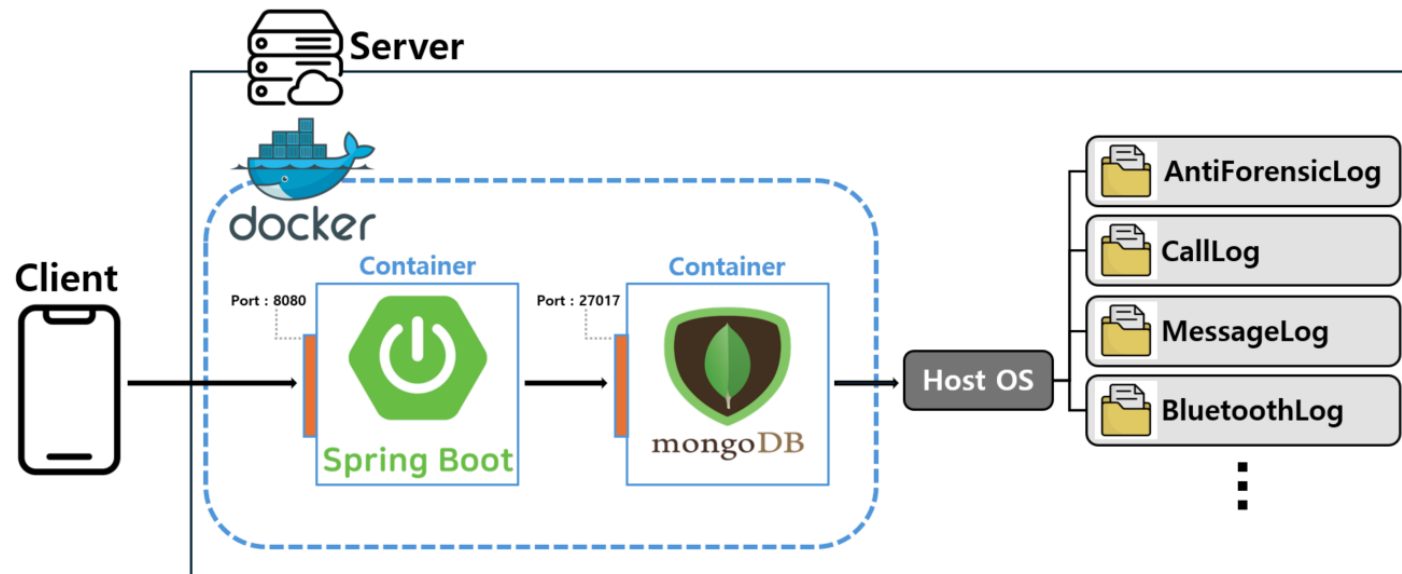 Server
docker
Client
Container
Container
Port : 8080
Port : 27017
Spring Boot
mongoDB
Host OS
AntiForensicLog
CallLog
MessageLog
BluetoothLog